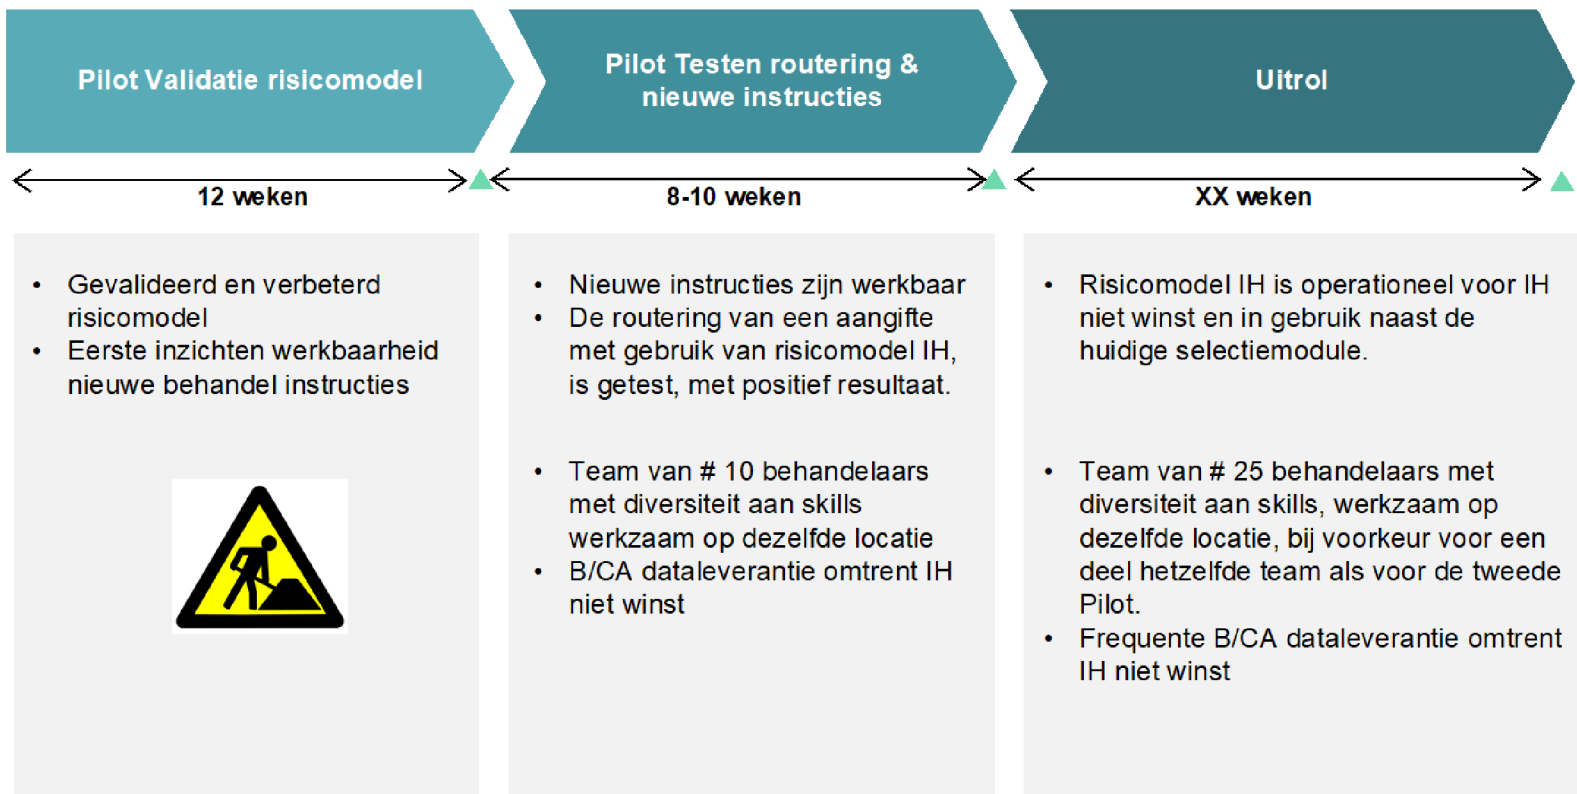 Pilot Validatie risicomodel
Pilot Testen routering &
nieuwe instructies
Uitrol
12 weken
8-10 weken
XX weken
• Gevalideerd en verbeterd
risicomodel
• Eerste inzichten werkbaarheid
nieuwe behandel instructies
• Nieuwe instructies zijn werkbaar
• De routering van een aangifte
met gebruik van risicomodel IH,
is getest, met positief resultaat.
• Team van # 10 behandelaars
met diversiteit aan skills
werkzaam op dezelfde locatie
• B/CA dataleverantie omtrent IH
niet winst
• Risicomodel IH is operationeel voor IH
niet winst en in gebruik naast de
huidige selectiemodule.
• Team van # 25 behandelaars met
diversiteit aan skills, werkzaam op
dezelfde locatie, bij voorkeur voor een
deel hetzelfde team als voor de tweede
Pilot.
• Frequente B/CA dataleverantie omtrent
IH niet winst